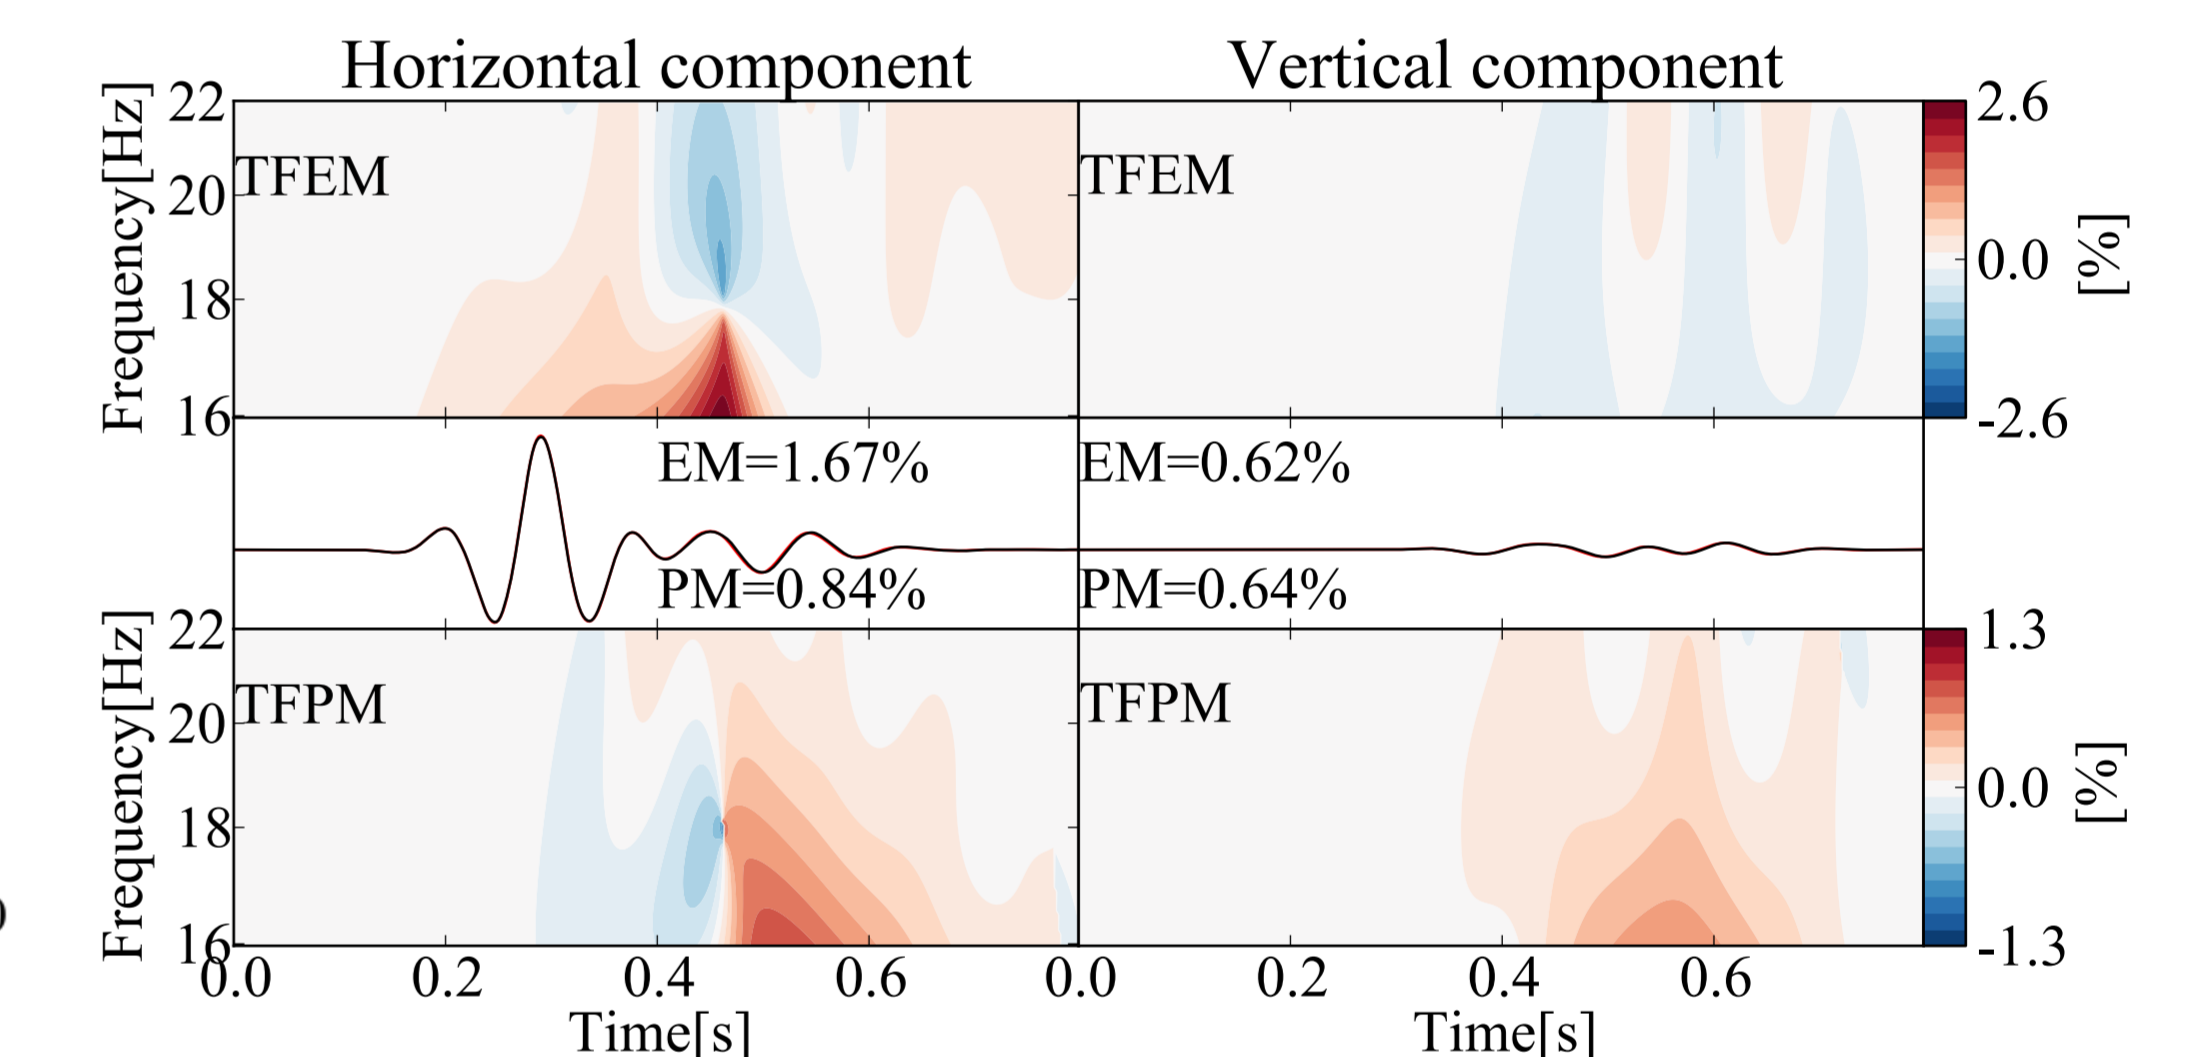 Horizontal component
Vertical component
Frequency[Hz]
22
20
18
16
TFEM
TFEM
2.6
0.0
-2.6
[%]
EM=1.67%
EM=0.62%
PM=0.84%
PM=0.64%
Frequency[Hz]
22
20
18
16
TFPM
TFPM
1.3
0.0
-1.3
[%]
0.0 0.2 0.4 0.6 0.0 0.2 0.4 0.6
Time[s]
Time[s]